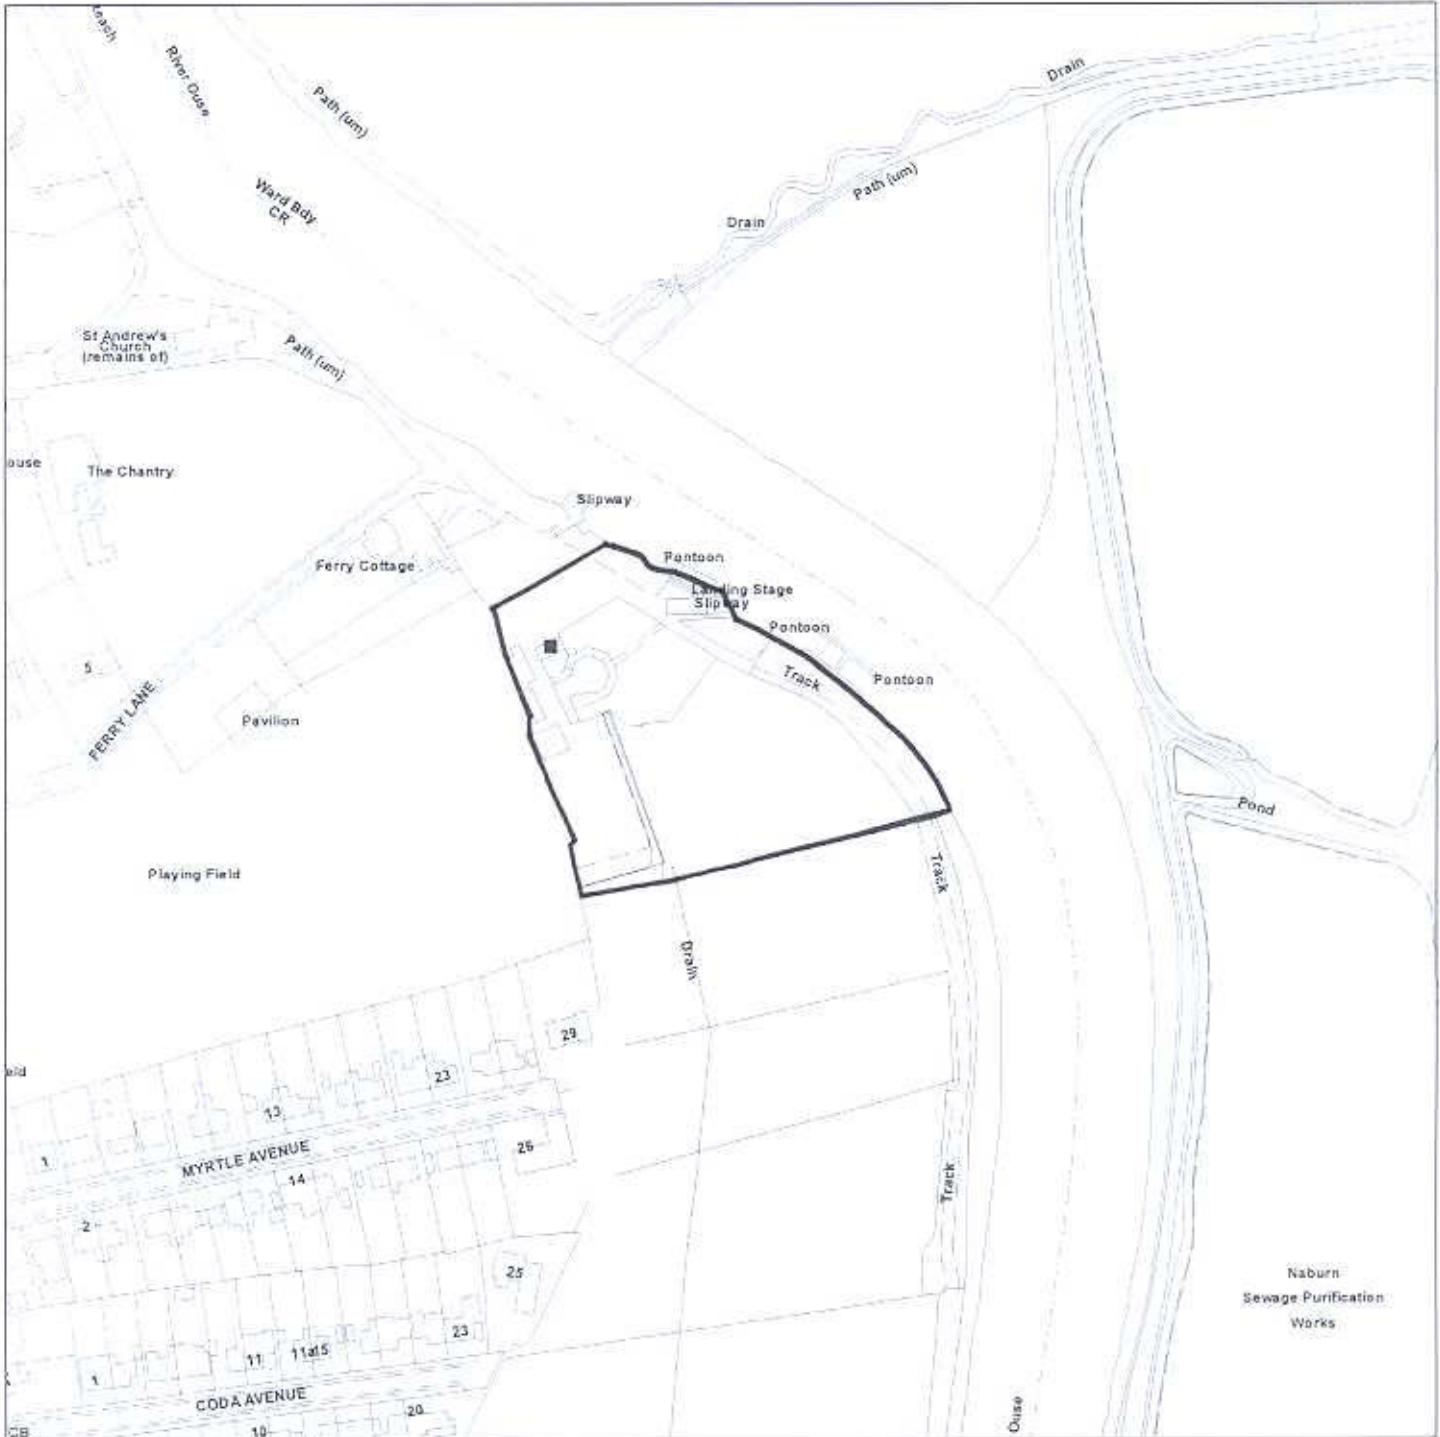 Reach
River Ouse
Path (um)
Drain
Ward Bdy
CR
Path (um)
Drain
St Andrew's
Church
(remains of)
Path (um)
ouse
The Chantry
Slipway
Ferry Cottage
Pontoon
Landing Stage
Slipway
Pontoon
5
Track
Pontoon
FERRY LANE
Pavilion
Pond
Playing Field
Track
Drain
29
eld
23
13
1
MYRTLE AVENUE
26
14
Track
2
25
Naburn
Sewage Purification
Works
23
11
11a
15
1
CODA AVENUE
20
Ouse
10
CB